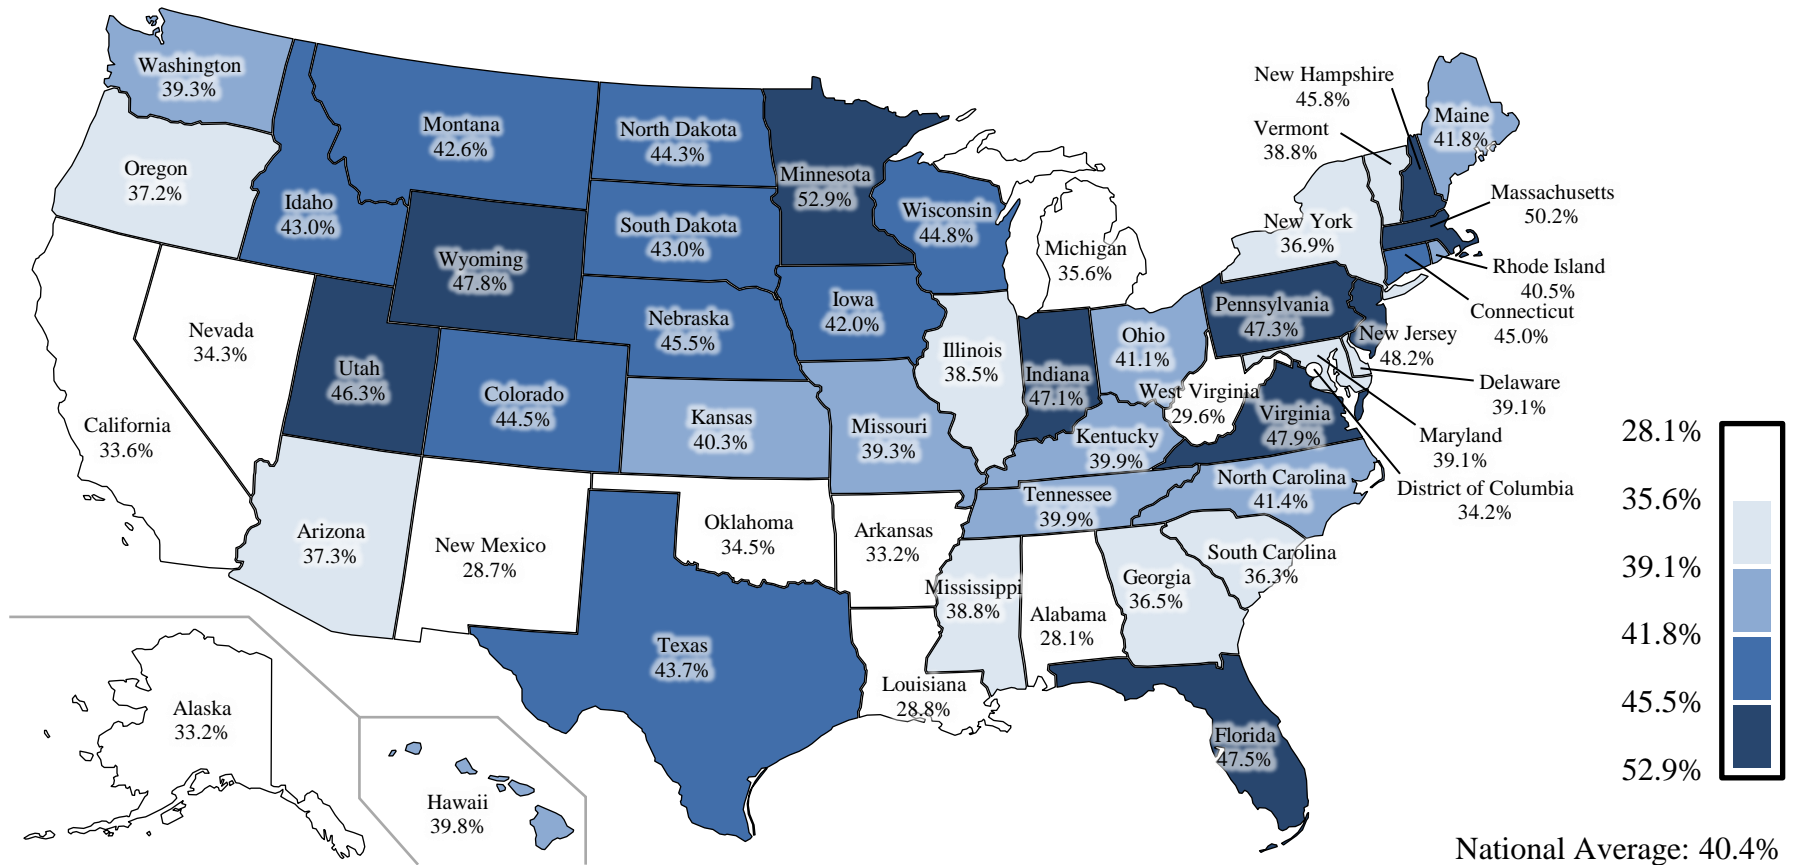 Washington
39.3%
Oregon
37.2%
California
33.6%
Nevada
34.3%
Idaho
43.0%
Montana
42.6%
Wyoming
47.8%
Utah
46.3%
Colorado
44.5%
Arizona
37.3%
New Mexico
28.7%
North Dakota
44.3%
South Dakota
43.0%
Nebraska
45.5%
Kansas
40.3%
Oklahoma
34.5%
Texas
43.7%
Minnesota
52.9%
Iowa
42.0%
Missouri
39.3%
Arkansas
33.2%
Louisiana
28.8%
Wisconsin
44.8%
Illinois
38.5%
Michigan
35.6%
Indiana
47.1%
Ohio
41.1%
Kentucky
39.9%
Tennessee
39.9%
Mississippi
38.8%
Alabama
28.1%
Georgia
36.5%
Florida
47.5%
South Carolina
36.3%
North Carolina
41.4%
Virginia
47.9%
West Virginia
29.6%
Pennsylvania
47.3%
New York
36.9%
Vermont
38.8%
New Hampshire
45.8%
Maine
41.8%
Massachusetts
50.2%
Rhode Island
40.5%
Connecticut
45.0%
New Jersey
48.2%
Delaware
39.1%
Maryland
39.1%
District of Columbia
34.2%
Alaska
33.2%
Hawaii
39.8%
28.1%
35.6%
39.1%
41.8%
45.5%
52.9%
National Average: 40.4%